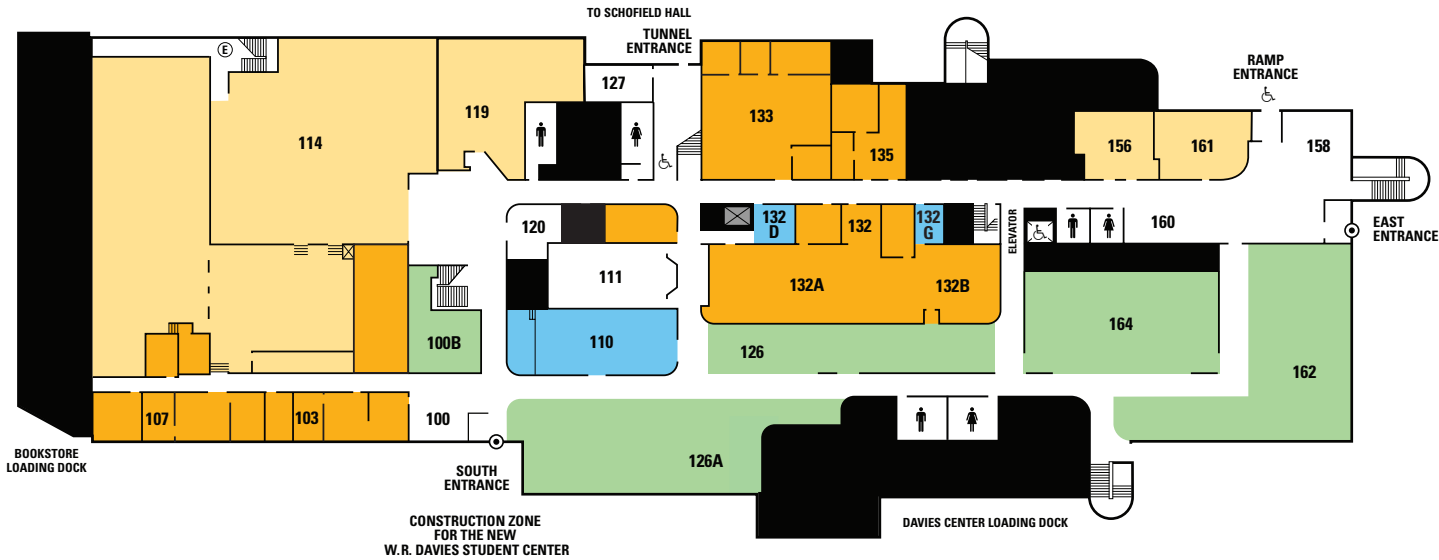 TO SCHOFIELD HALL
TUNNEL
ENTRANCE
RAMP
ENTRANCE
E
127
119
133
114
135
156
161
158
120
132
D
132
132
G
ELEVATOR
160
EAST
ENTRANCE
111
132A
132B
164
100B
110
126
162
107
103
100
126A
BOOKSTORE
LOADING DOCK
SOUTH
ENTRANCE
CONSTRUCTION ZONE
FOR THE NEW
W.R. DAVIES STUDENT CENTER
DAVIES CENTER LOADING DOCK